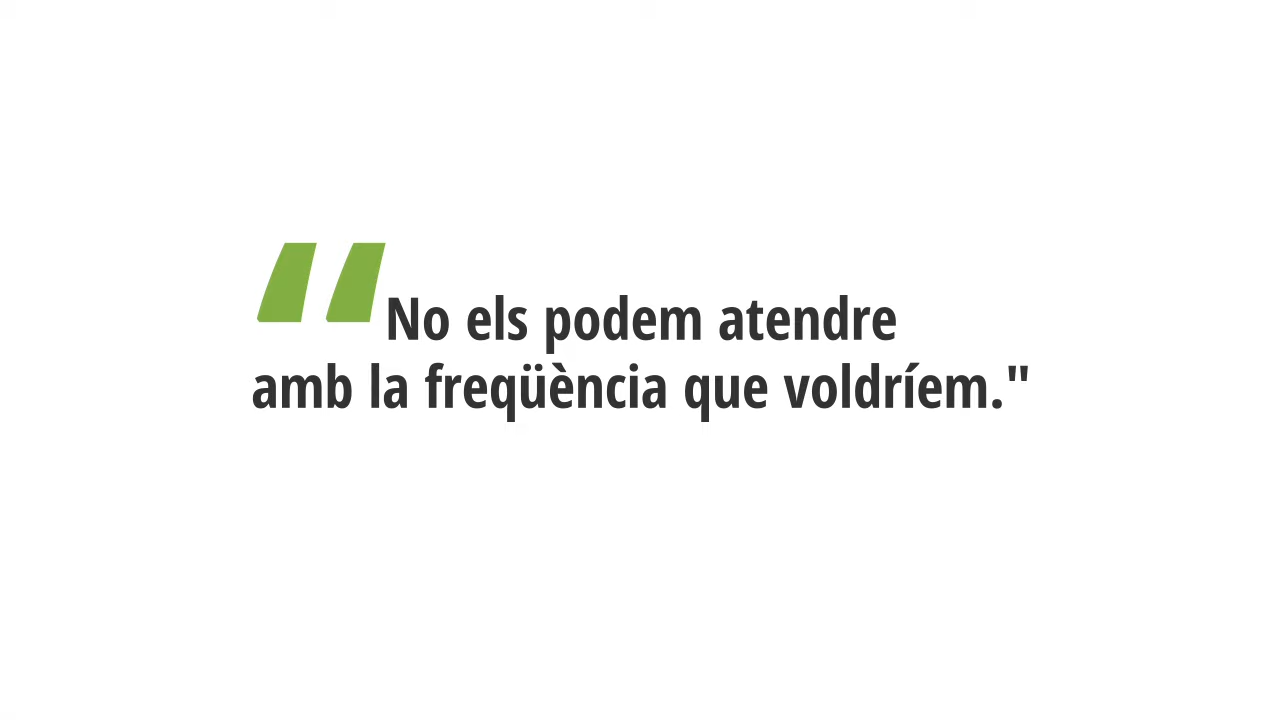 “No els podem atendre
amb la freqüència que voldríem."